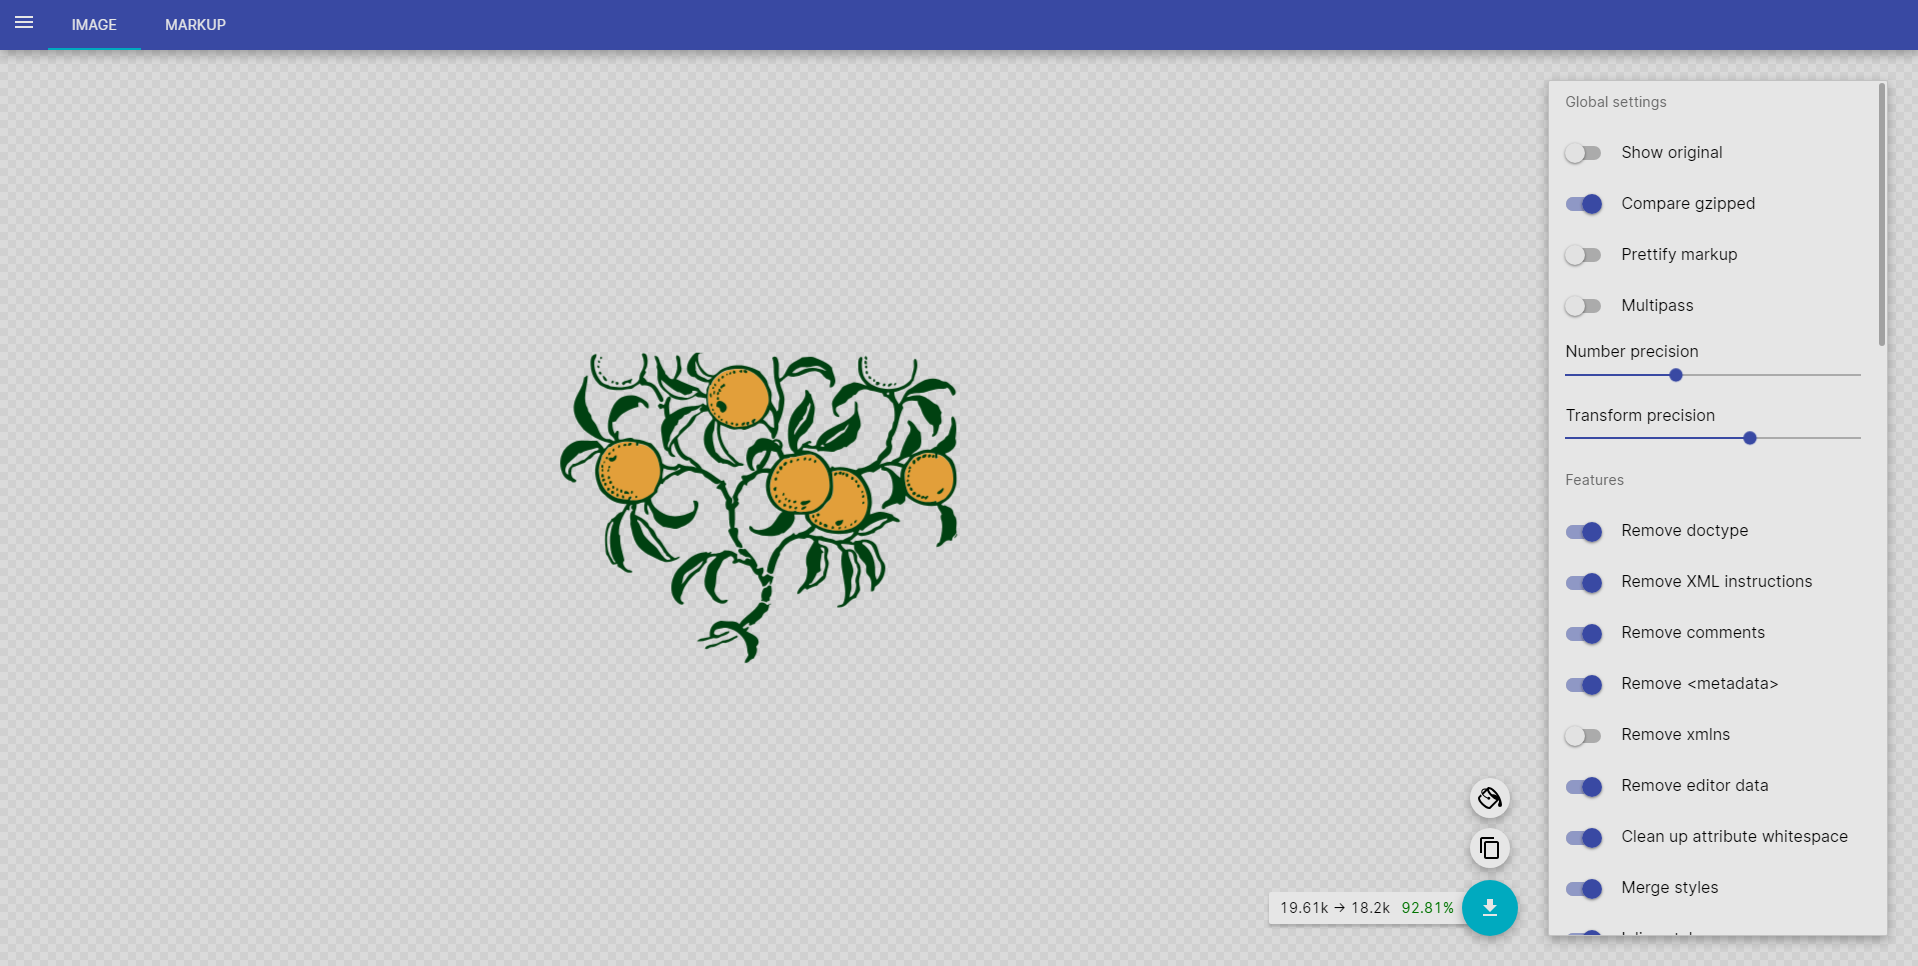 IMAGE MARKUP
Global settings
Show original
Compare gzipped
Prettify markup
Multipass
Number precision
Transform precision
Features
Remove doctype
Remove XML instructions
Remove comments
Remove <metadata>
Remove xmlns
Remove editor data
Clean up attribute whitespace
Merge styles
19.61k → 18.2k 92.81%